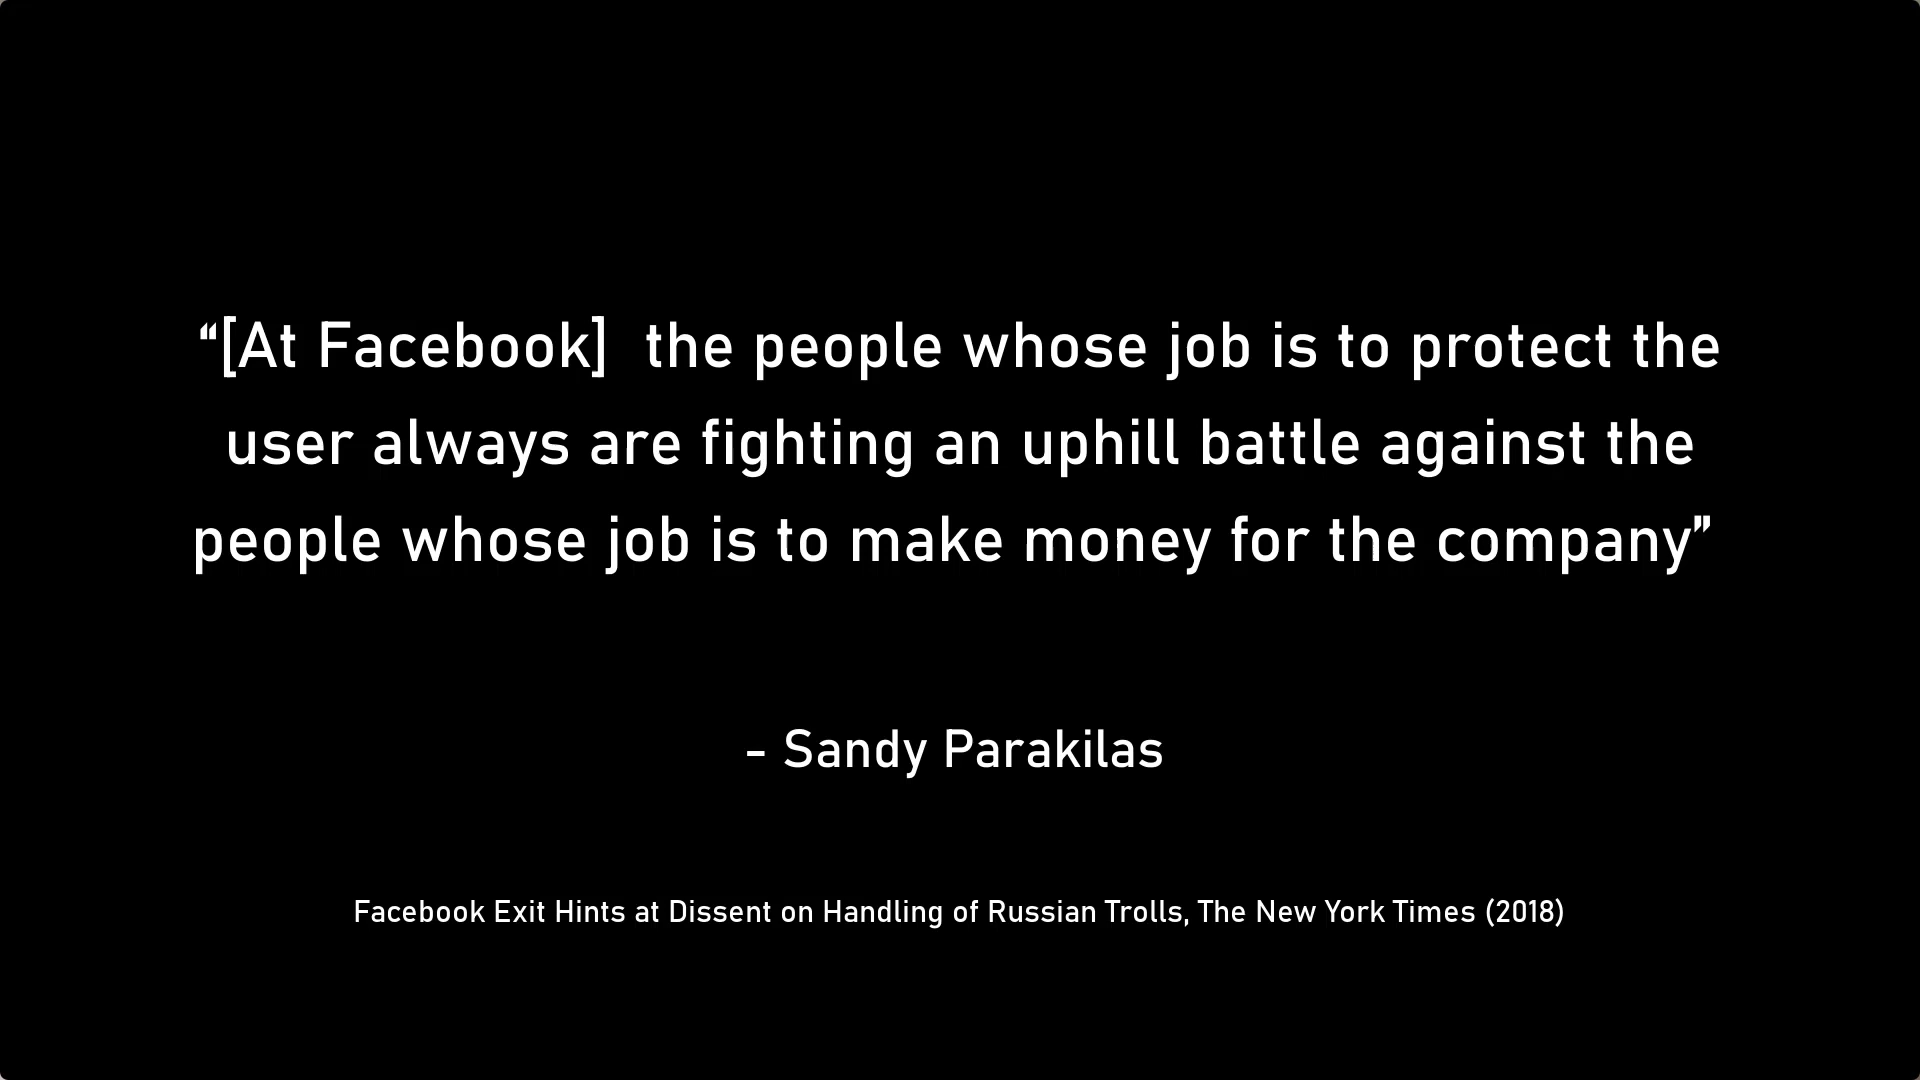 “[At Facebook]  the people whose job is to protect the
user always are fighting an uphill battle against the
people whose job is to make money for the company”
- Sandy Parakilas
Facebook Exit Hints at Dissent on Handling of Russian Trolls, The New York Times (2018)